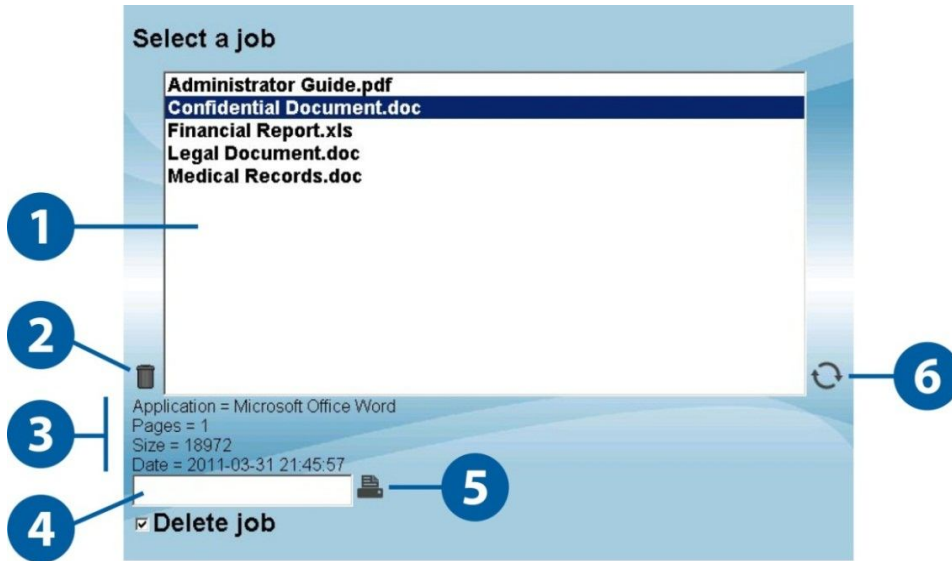 Select a job
Administrator Guide.pdf
Confidential Document.doc
Financial Report.xls
Legal Document.doc
Medical Records.doc
1
2
6
Application = Microsoft Office Word
Pages = 1
3
Size = 18972
Date = 2011-03-31 21:45:57
5
4
Delete job